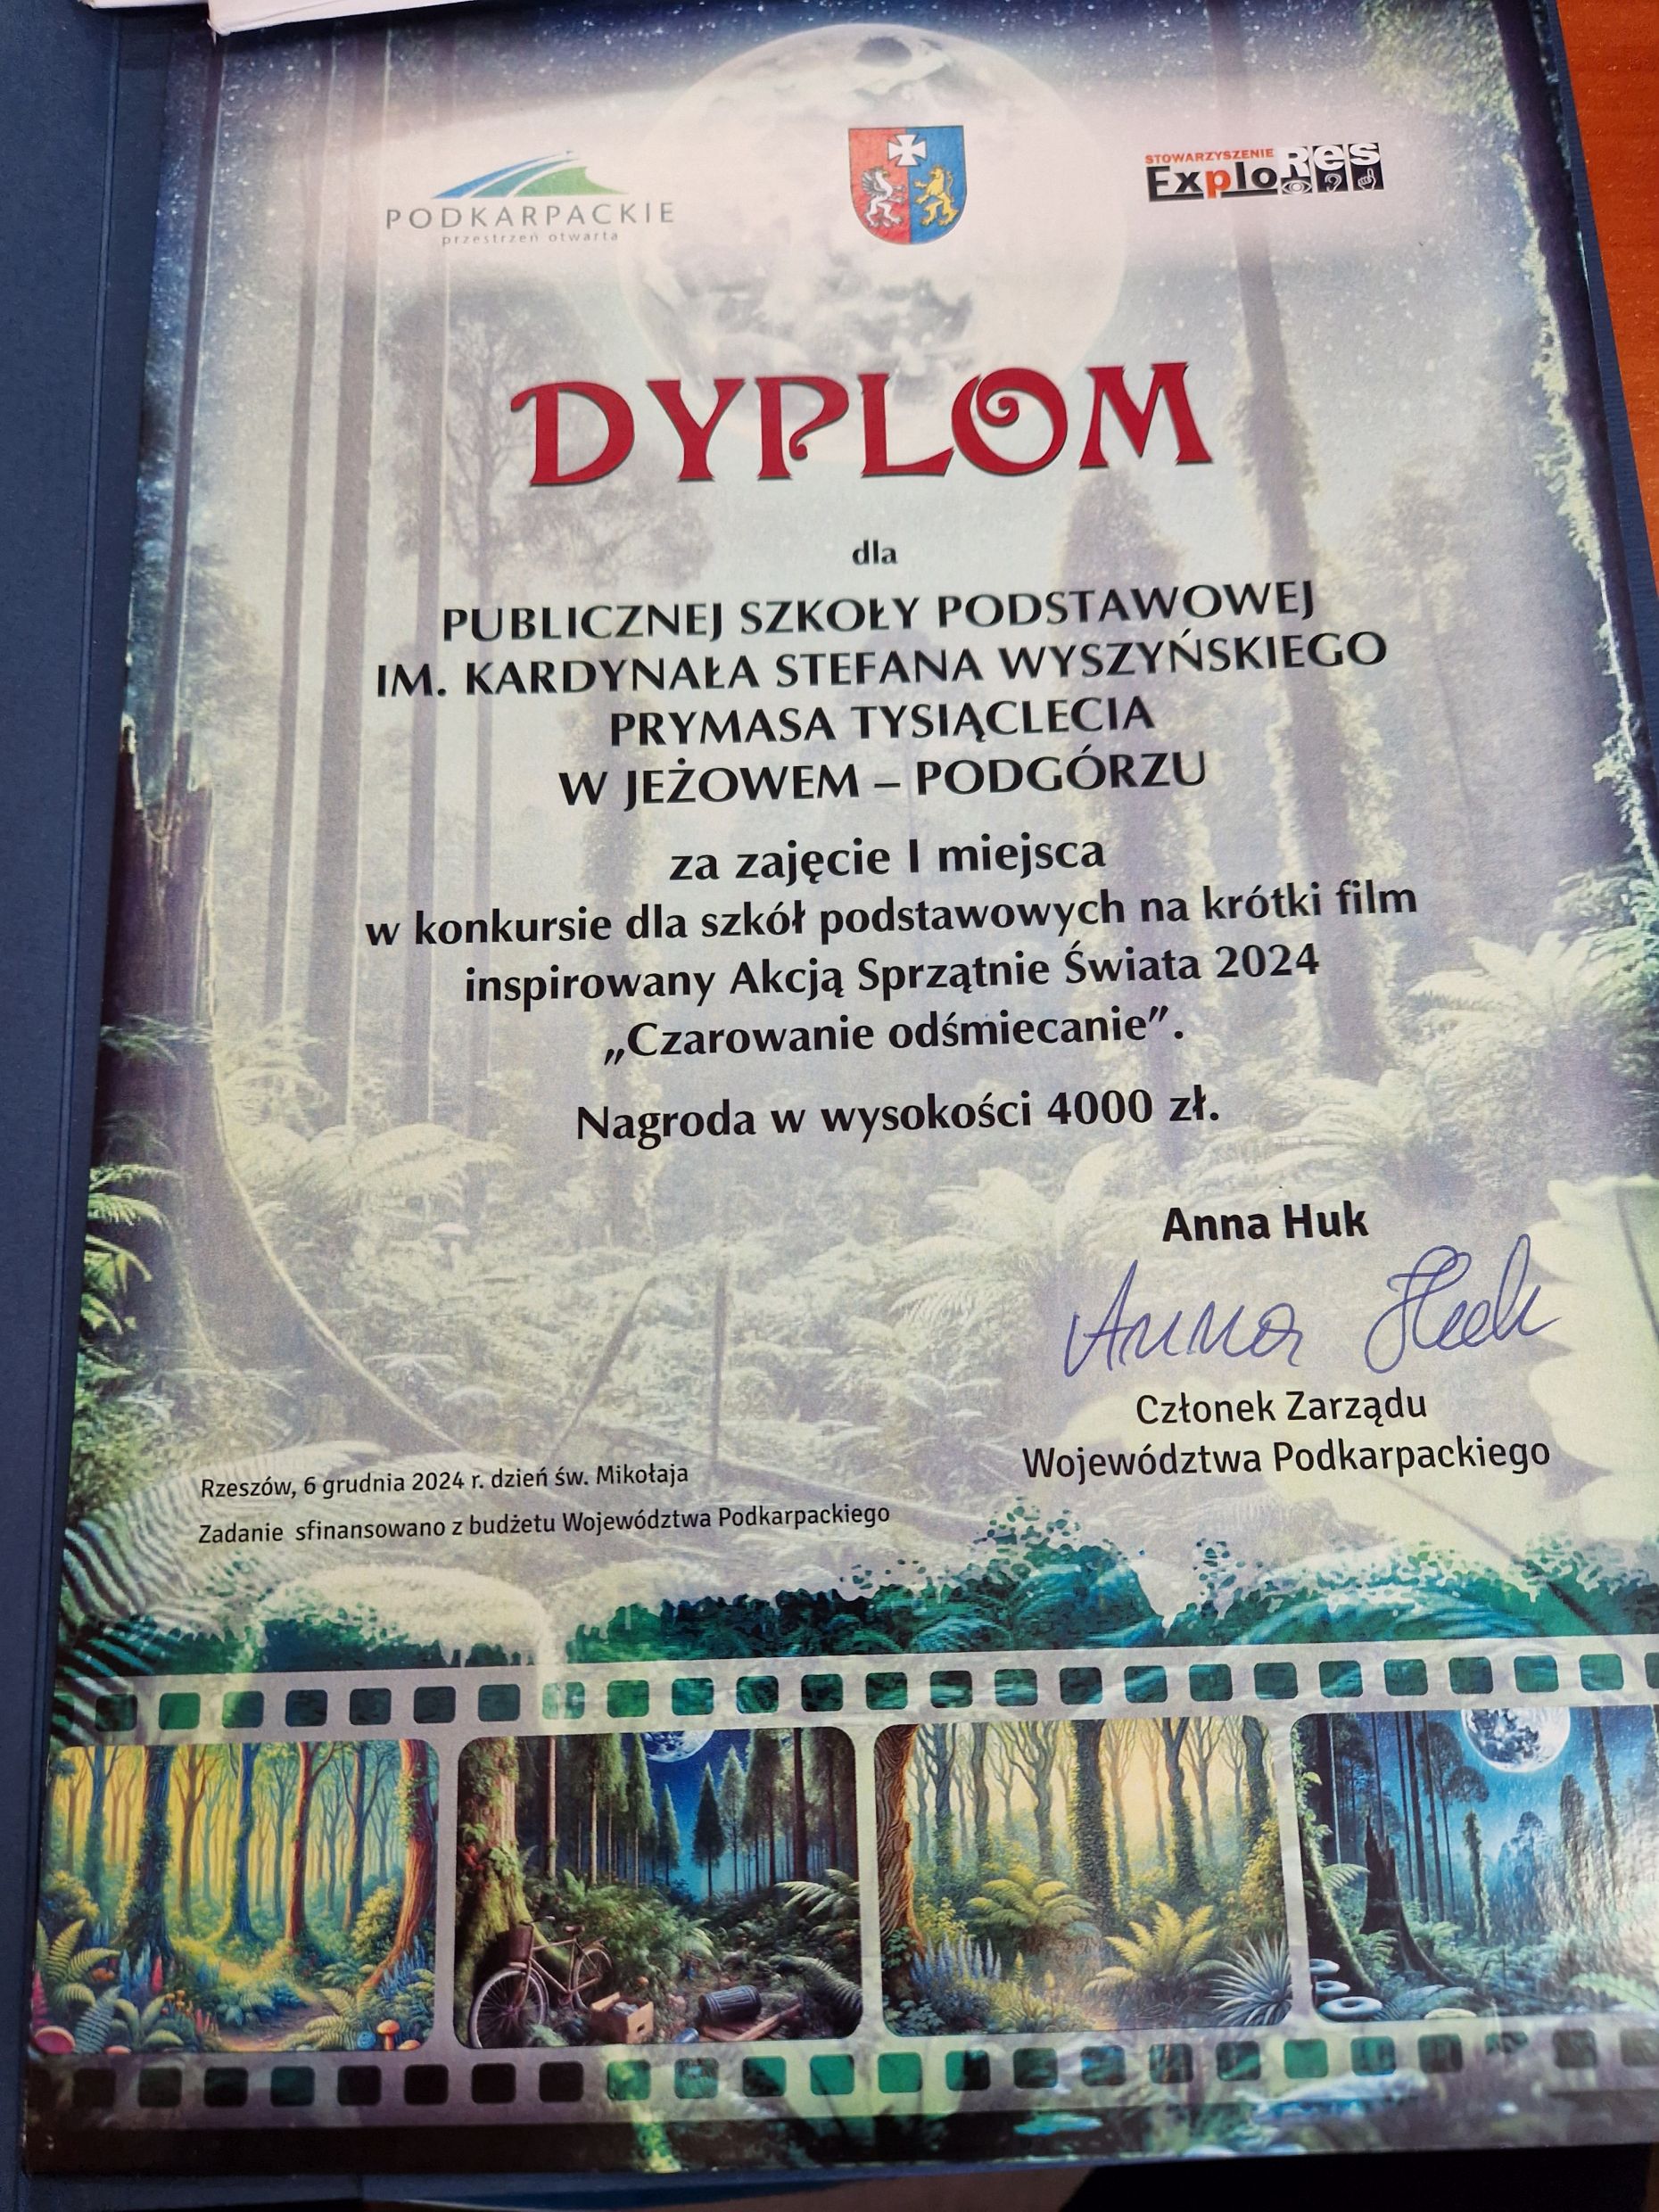 PODKARPACKIE
przestrzeń otwarta
STOWARZYSZENIE
ExploRes
DYPLOM
dla
PUBLICZNEJ SZKOŁY PODSTAWOWEJ
IM. KARDYNAŁA STEFANA WYSZYŃSKIEGO
PRYMASA TYSIĄCLECIA
W JEŻOWEM – PODGÓRZU
za zajęcie I miejsca
w konkursie dla szkół podstawowych na krótki film
inspirowany Akcją Sprzątnie Świata 2024
„Czarowanie odśmiecanie”.
Nagroda w wysokości 4000 zł.
Anna Huk
Anna Huk
Członek Zarządu
Województwa Podkarpackiego
Rzeszów, 6 grudnia 2024 r. dzień św. Mikołaja
Zadanie sfinansowano z budżetu Województwa Podkarpackiego